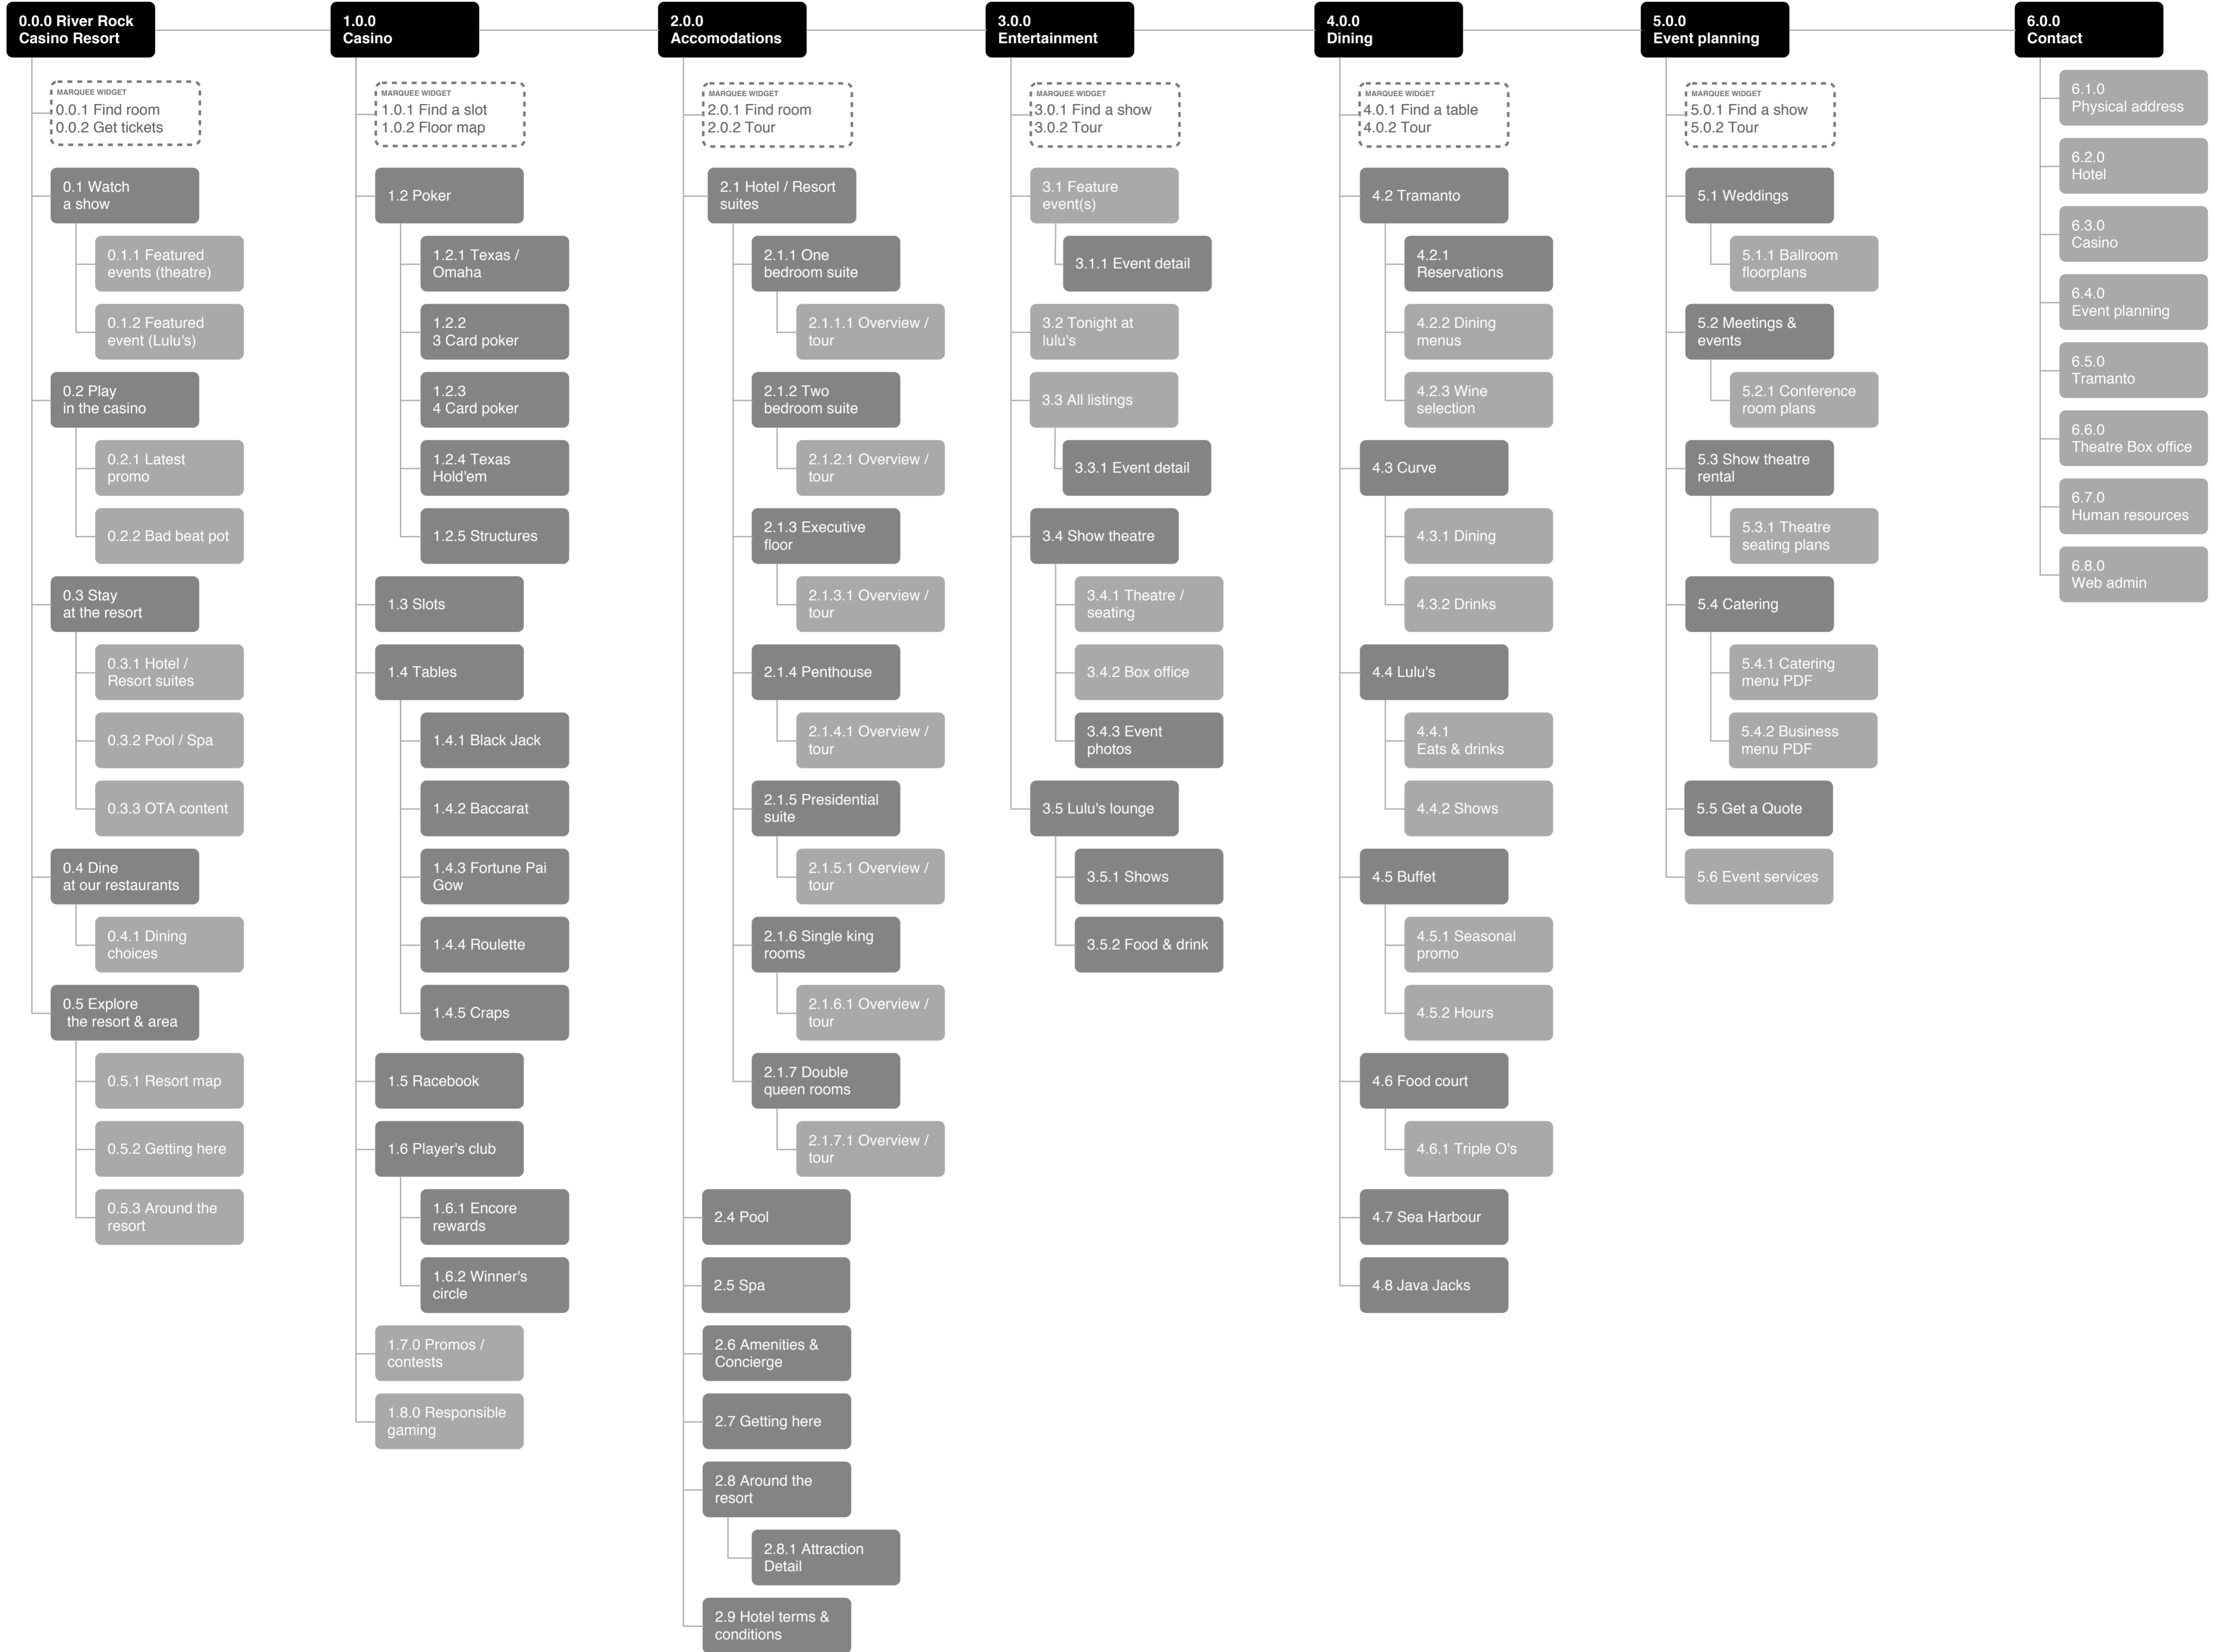 0.0.0 River Rock
Casino Resort
MARQUEE WIDGET
0.0.1 Find room
0.0.2 Get tickets
0.1 Watch
a show
0.1.1 Featured
events (theatre)
0.1.2 Featured
event (Lulu's)
0.2 Play
in the casino
0.2.1 Latest
promo
0.2.2 Bad beat pot
0.3 Stay
at the resort
0.3.1 Hotel /
Resort suites
0.3.2 Pool / Spa
0.3.3 OTA content
0.4 Dine
at our restaurants
0.4.1 Dining
choices
0.5 Explore
the resort & area
0.5.1 Resort map
0.5.2 Getting here
0.5.3 Around the
resort
1.0.0
Casino
MARQUEE WIDGET
1.0.1 Find a slot
1.0.2 Floor map
1.2 Poker
1.2.1 Texas /
Omaha
1.2.2
3 Card poker
1.2.3
4 Card poker
1.2.4 Texas
Hold'em
1.2.5 Structures
1.3 Slots
1.4 Tables
1.4.1 Black Jack
1.4.2 Baccarat
1.4.3 Fortune Pai
Gow
1.4.4 Roulette
1.4.5 Craps
1.5 Racebook
1.6 Player's club
1.6.1 Encore
rewards
1.6.2 Winner's
circle
1.7.0 Promos /
contests
1.8.0 Responsible
gaming
2.0.0
Accomodations
MARQUEE WIDGET
2.0.1 Find room
2.0.2 Tour
2.1 Hotel / Resort
suites
2.1.1 One
bedroom suite
2.1.1.1 Overview /
tour
2.1.2 Two
bedroom suite
2.1.2.1 Overview /
tour
2.1.3 Executive
floor
2.1.3.1 Overview /
tour
2.1.4 Penthouse
2.1.4.1 Overview /
tour
2.1.5 Presidential
suite
2.1.5.1 Overview /
tour
2.1.6 Single king
rooms
2.1.6.1 Overview /
tour
2.1.7 Double
queen rooms
2.1.7.1 Overview /
tour
2.4 Pool
2.5 Spa
2.6 Amenities &
Concierge
2.7 Getting here
2.8 Around the
resort
2.8.1 Attraction
Detail
2.9 Hotel terms &
conditions
3.0.0
Entertainment
MARQUEE WIDGET
3.0.1 Find a show
3.0.2 Tour
3.1 Feature
event(s)
3.1.1 Event detail
3.2 Tonight at
lulu's
3.3 All listings
3.3.1 Event detail
3.4 Show theatre
3.4.1 Theatre /
seating
3.4.2 Box office
3.4.3 Event
photos
3.5 Lulu's lounge
3.5.1 Shows
3.5.2 Food & drink
4.0.0
Dining
MARQUEE WIDGET
4.0.1 Find a table
4.0.2 Tour
4.2 Tramanto
4.2.1
Reservations
4.2.2 Dining
menus
4.2.3 Wine
selection
4.3 Curve
4.3.1 Dining
4.3.2 Drinks
4.4 Lulu's
4.4.1
Eats & drinks
4.4.2 Shows
4.5 Buffet
4.5.1 Seasonal
promo
4.5.2 Hours
4.6 Food court
4.6.1 Triple O's
4.7 Sea Harbour
4.8 Java Jacks
5.0.0
Event planning
MARQUEE WIDGET
5.0.1 Find a show
5.0.2 Tour
5.1 Weddings
5.1.1 Ballroom
floorplans
5.2 Meetings &
events
5.2.1 Conference
room plans
5.3 Show theatre
rental
5.3.1 Theatre
seating plans
5.4 Catering
5.4.1 Catering
menu PDF
5.4.2 Business
menu PDF
5.5 Get a Quote
5.6 Event services
6.0.0
Contact
6.1.0
Physical address
6.2.0
Hotel
6.3.0
Casino
6.4.0
Event planning
6.5.0
Tramanto
6.6.0
Theatre Box office
6.7.0
Human resources
6.8.0
Web admin